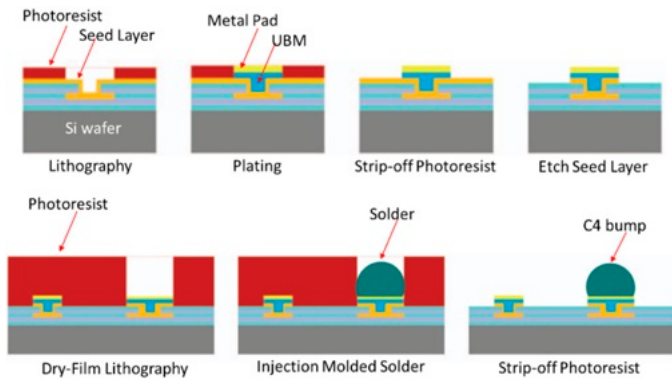 Photoresist
Seed Layer
Metal Pad
UBM
Si wafer
Lithography
Plating
Strip-off Photoresist
Etch Seed Layer
Photoresist
Solder
C4 bump
Dry-Film Lithography
Injection Molded Solder
Strip-off Photoresist